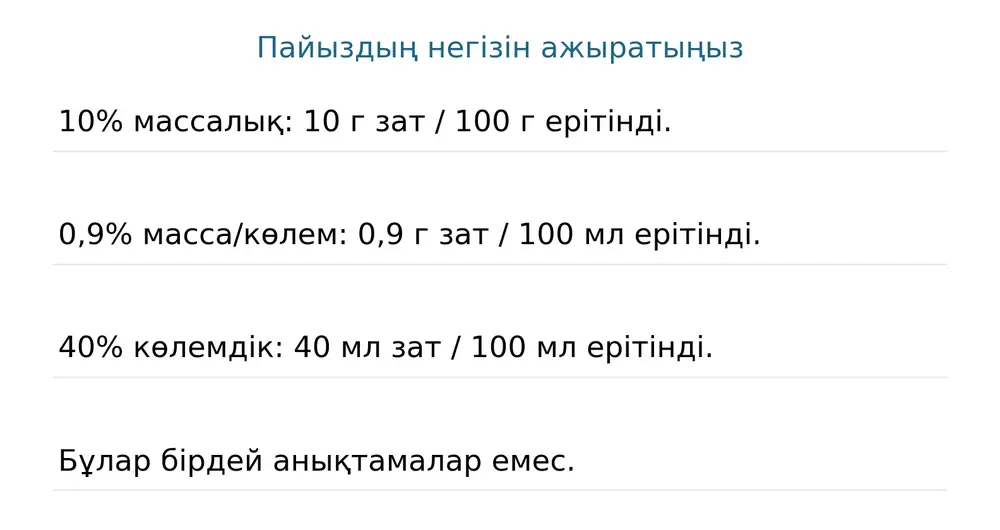 Пайыздың негізін ажыратыңыз
10% массалық: 10 г зат / 100 г ерітінді.
0,9% масса/көлем: 0,9 г зат / 100 мл ерітінді.
40% көлемдік: 40 мл зат / 100 мл ерітінді.
Бұлар бірдей анықтамалар емес.